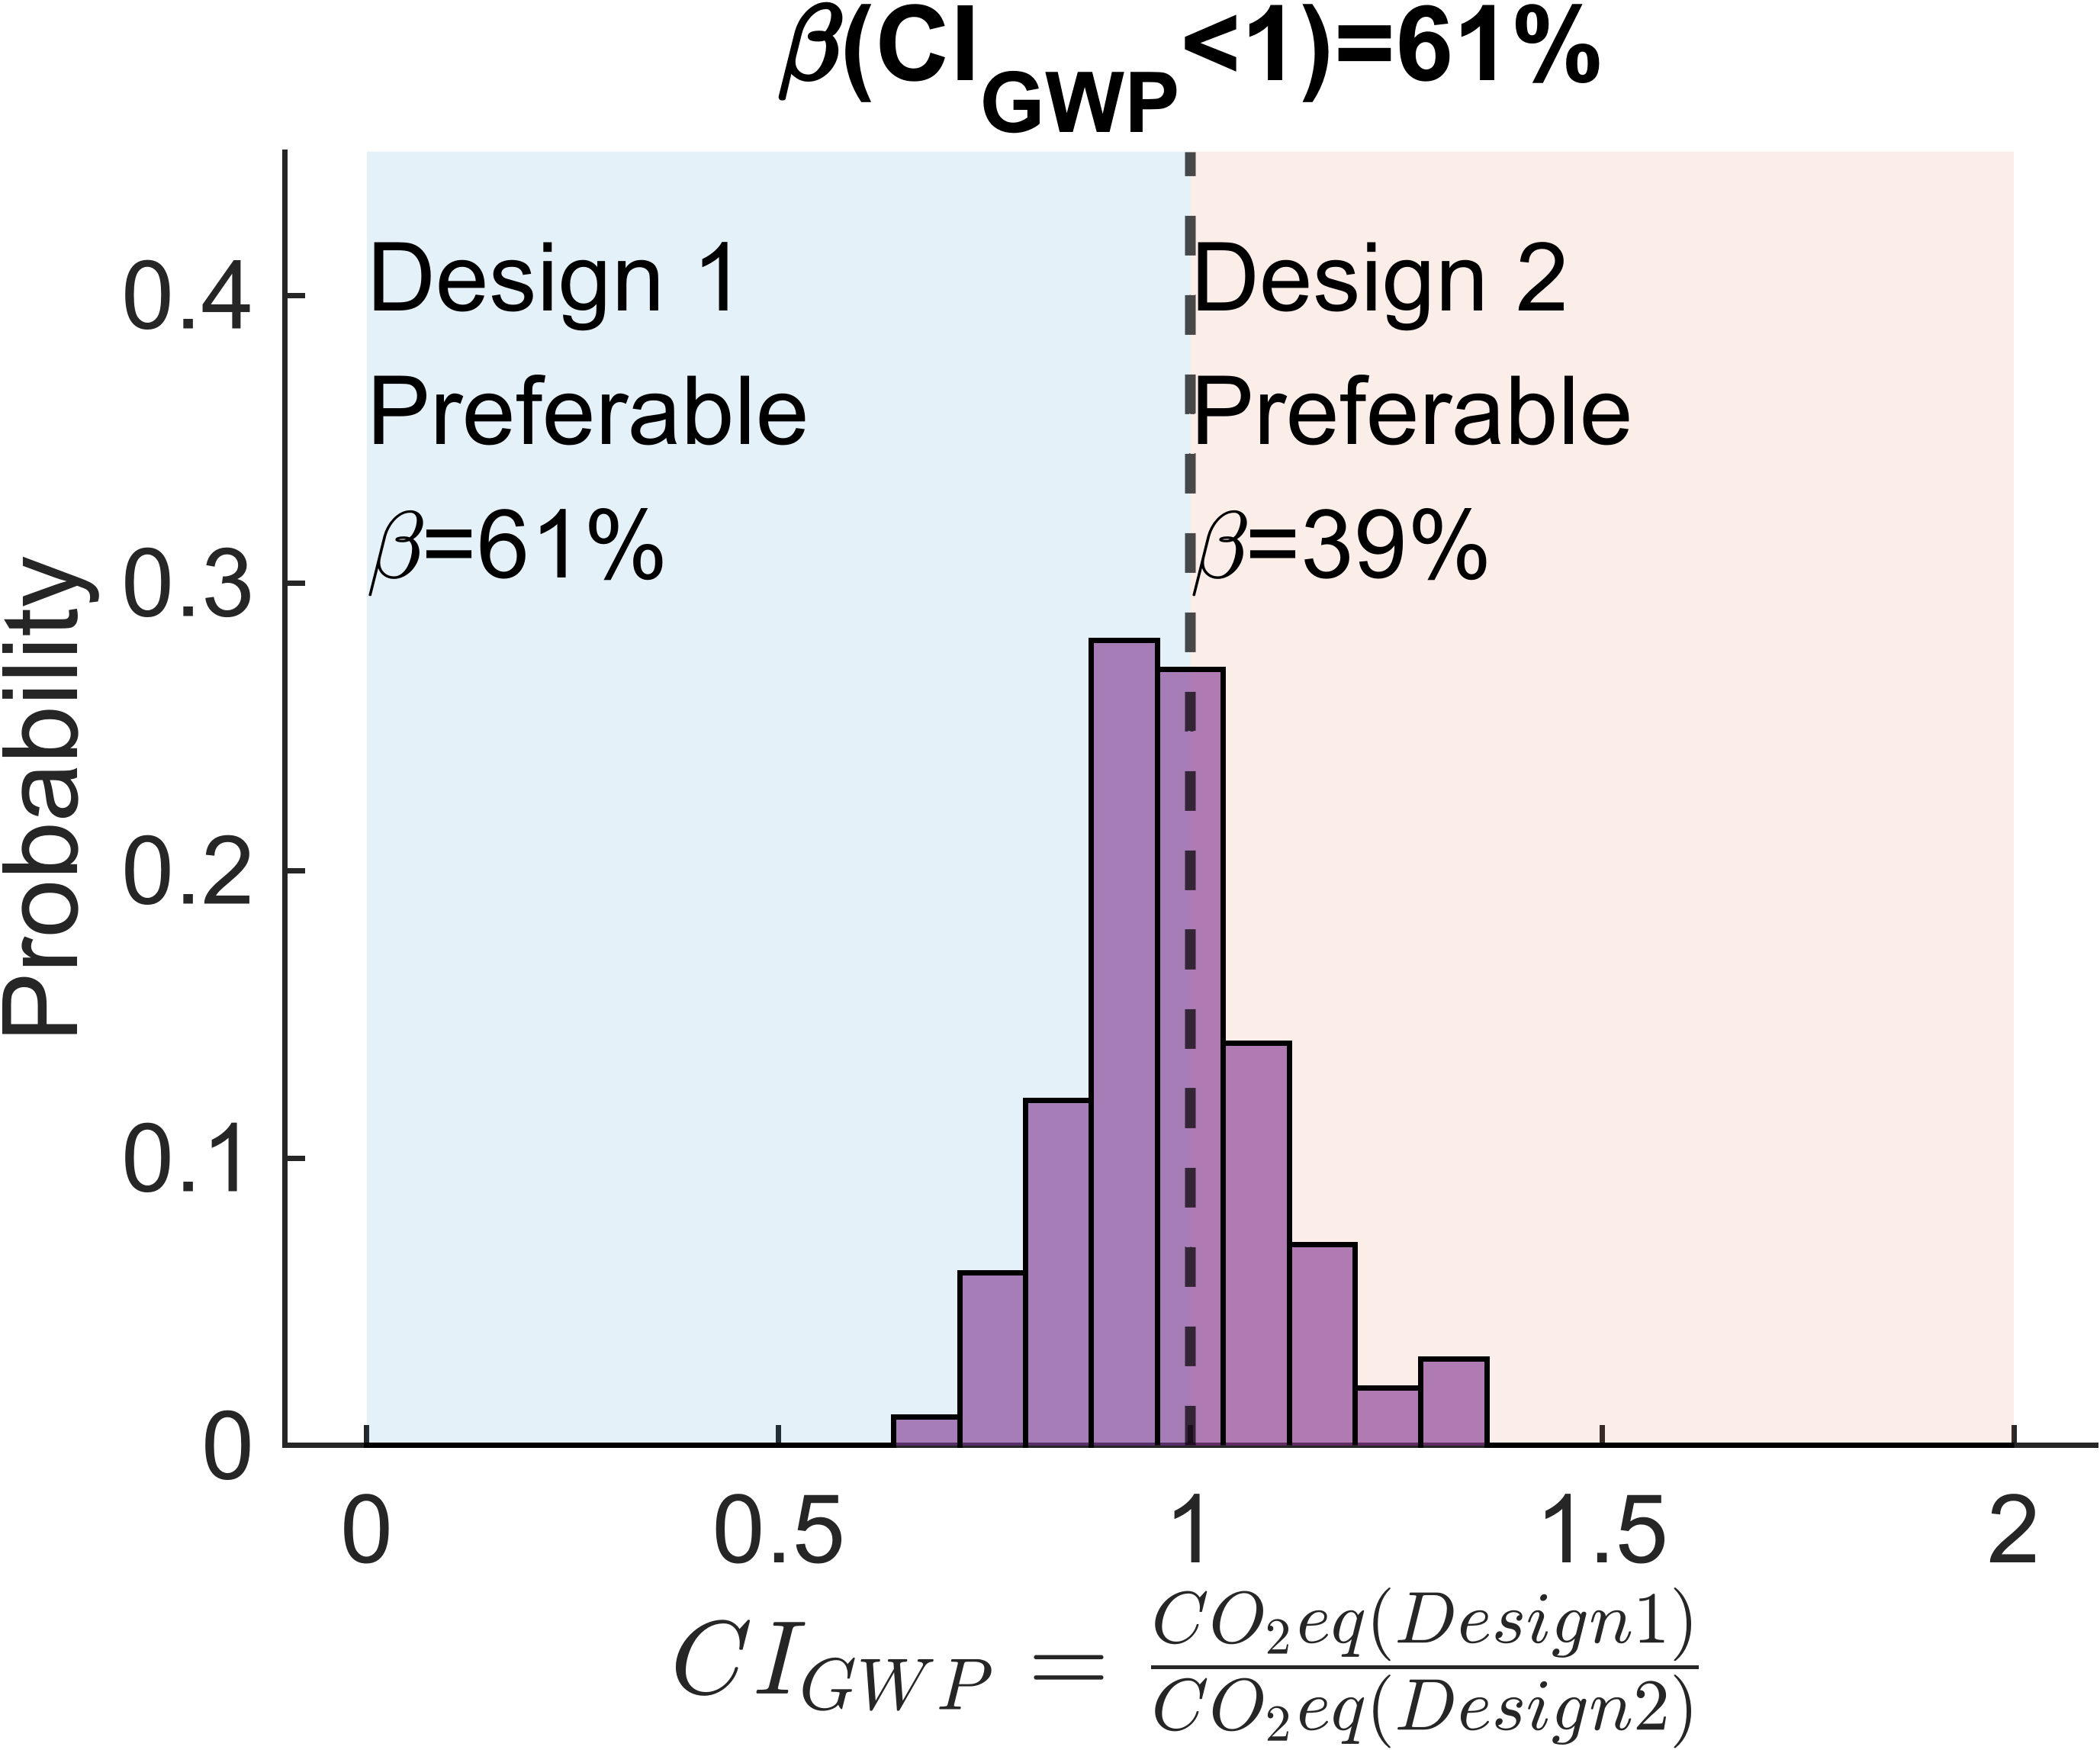 β(CI_GWP<1)=61%
Design 1
Preferable
β=61%
Design 2
Preferable
β=39%
Probability
0.4
0.3
0.2
0.1
0
0 0.5 1 1.5 2
CI_GWP = CO₂eq(Design1)
CO₂eq(Design2)